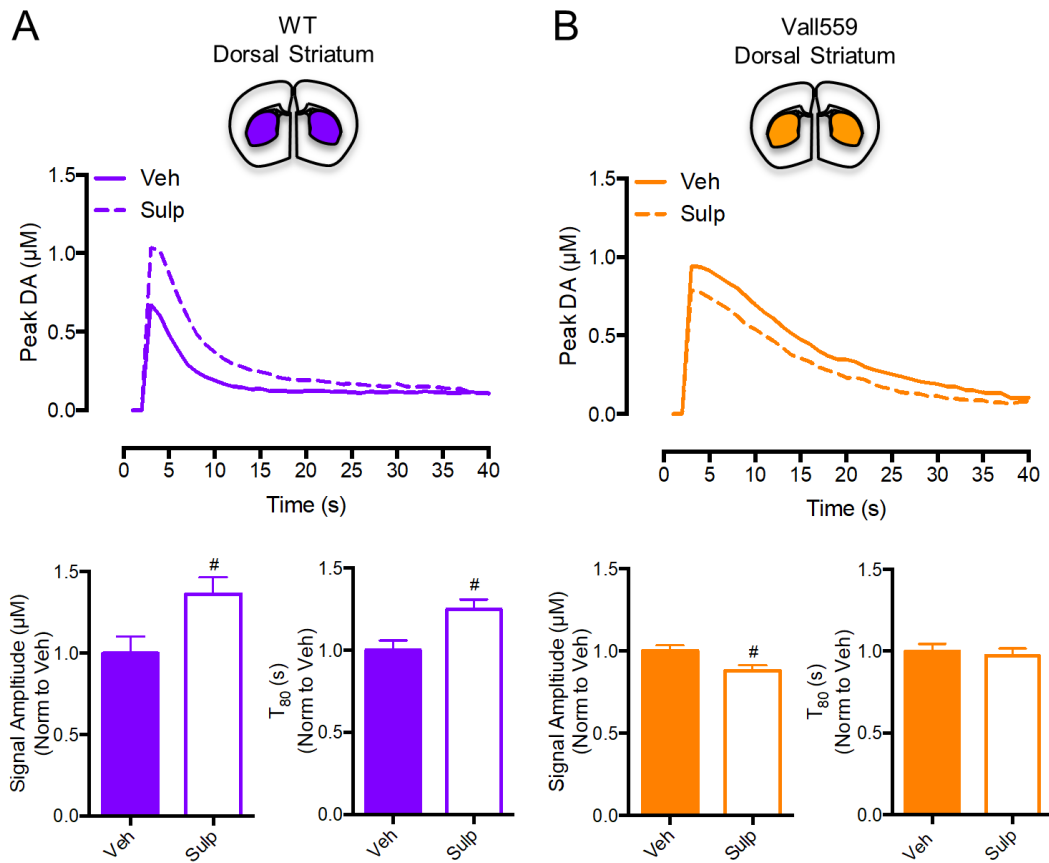 A
WT
Dorsal Striatum
Veh
Sulp
Peak DA (µM)
1.5
1.0
0.5
0.0
0 5 10 15 20 25 30 35 40
Time (s)
B
Vall559
Dorsal Striatum
Veh
Sulp
Peak DA (µM)
1.5
1.0
0.5
0.0
0 5 10 15 20 25 30 35 40
Time (s)
Signal Ampltiude (µM)
(Norm to Veh)
1.5
1.0
0.5
0.0
#
Veh Sulp
T80 (s)
(Norm to Veh)
1.5
1.0
0.5
0.0
#
Veh Sulp
Signal Ampltiude (µM)
(Norm to Veh)
1.5
1.0
0.5
0.0
#
Veh Sulp
T80 (s)
(Norm to Veh)
1.5
1.0
0.5
0.0
Veh Sulp